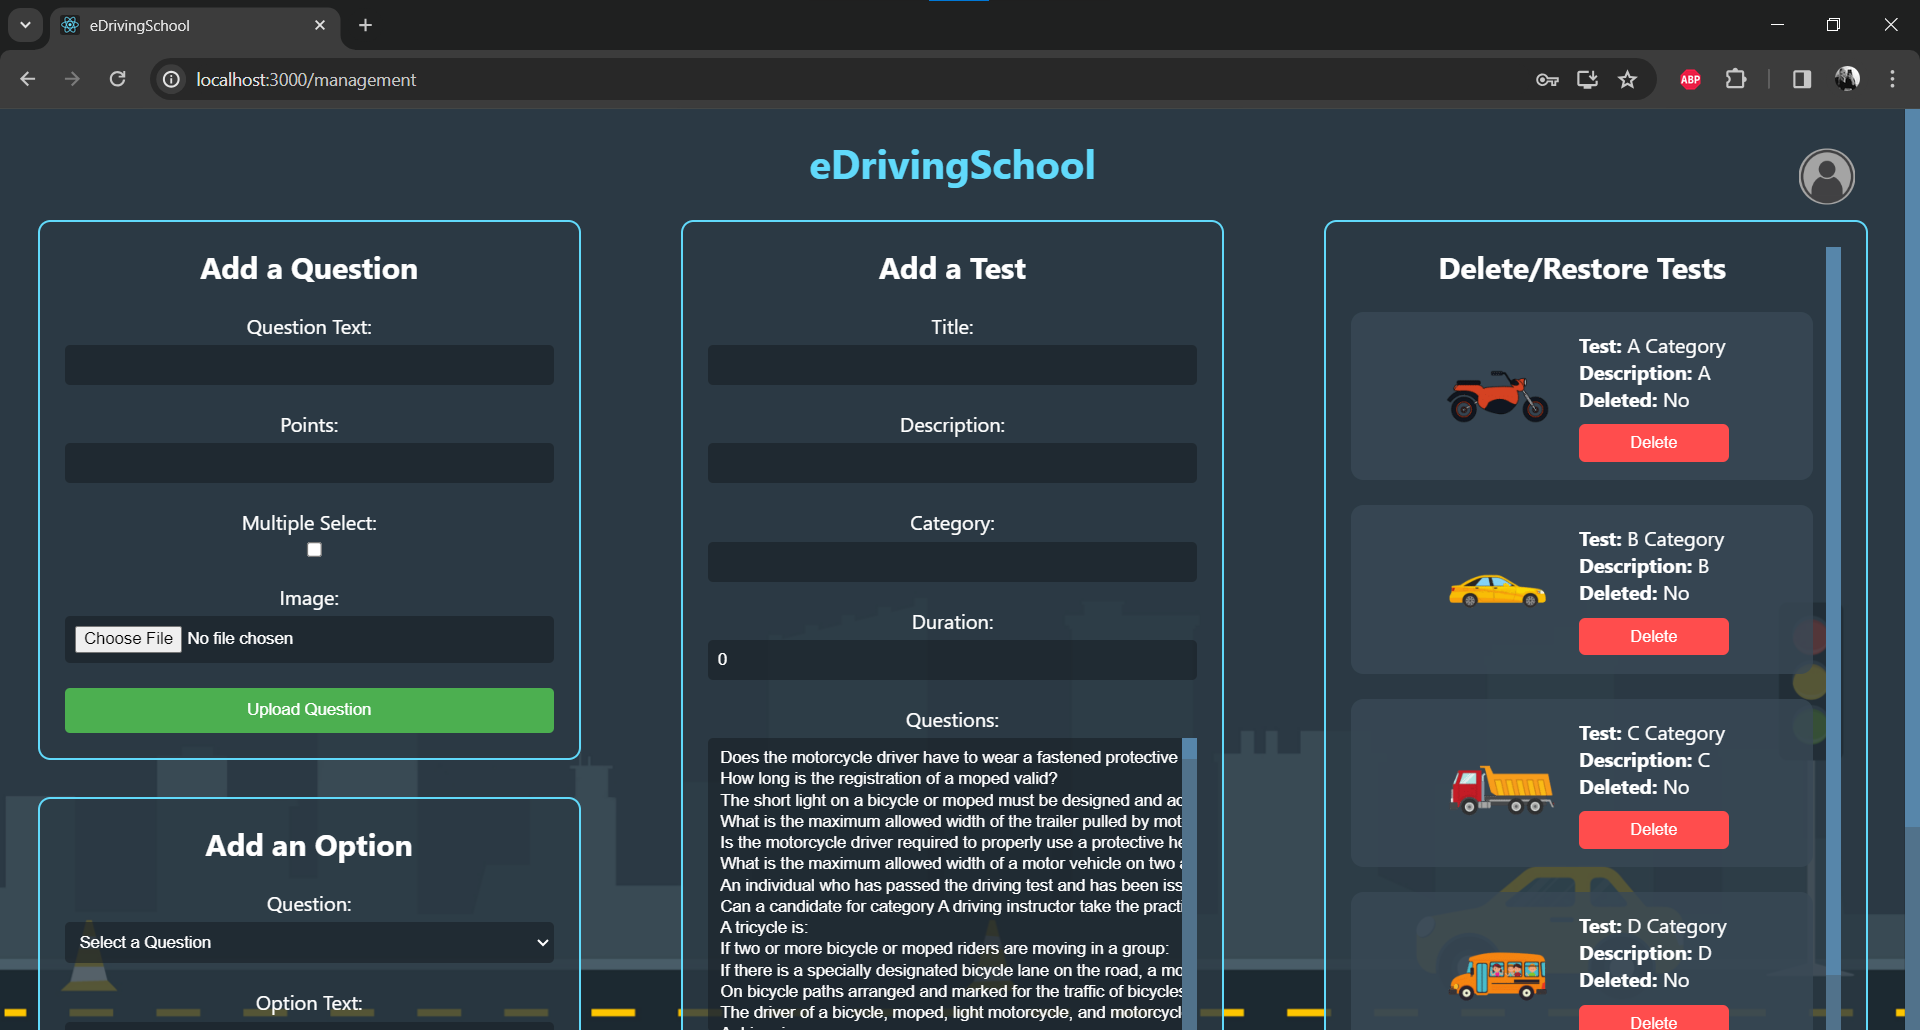 eDrivingSchool
localhost:3000/management
ABP
eDrivingSchool
Add a Question
Question Text:
Points:
Multiple Select:
Image:
Choose File No file chosen
Upload Question
Add an Option
Question:
Select a Question
Option Text:
Add a Test
Title:
Description:
Category:
Duration:
0
Questions:
Does the motorcycle driver have to wear a fastened protective
How long is the registration of a moped valid?
The short light on a bicycle or moped must be designed and
What is the maximum allowed width of the trailer pulled by
Is the motorcycle driver required to properly use a protective
What is the maximum allowed width of a motor vehicle on two
An individual who has passed the driving test and has been
Can a candidate for category A driving instructor take the
A tricycle is:
If two or more bicycle or moped riders are moving in a group:
If there is a specially designated bicycle lane on the road, a
On bicycle paths arranged and marked for the traffic of bicycles
The driver of a bicycle, moped, light motorcycle, and
Delete/Restore Tests
Test: A Category
Description: A
Deleted: No
Delete
Test: B Category
Description: B
Deleted: No
Delete
Test: C Category
Description: C
Deleted: No
Delete
Test: D Category
Description: D
Deleted: No
Delete